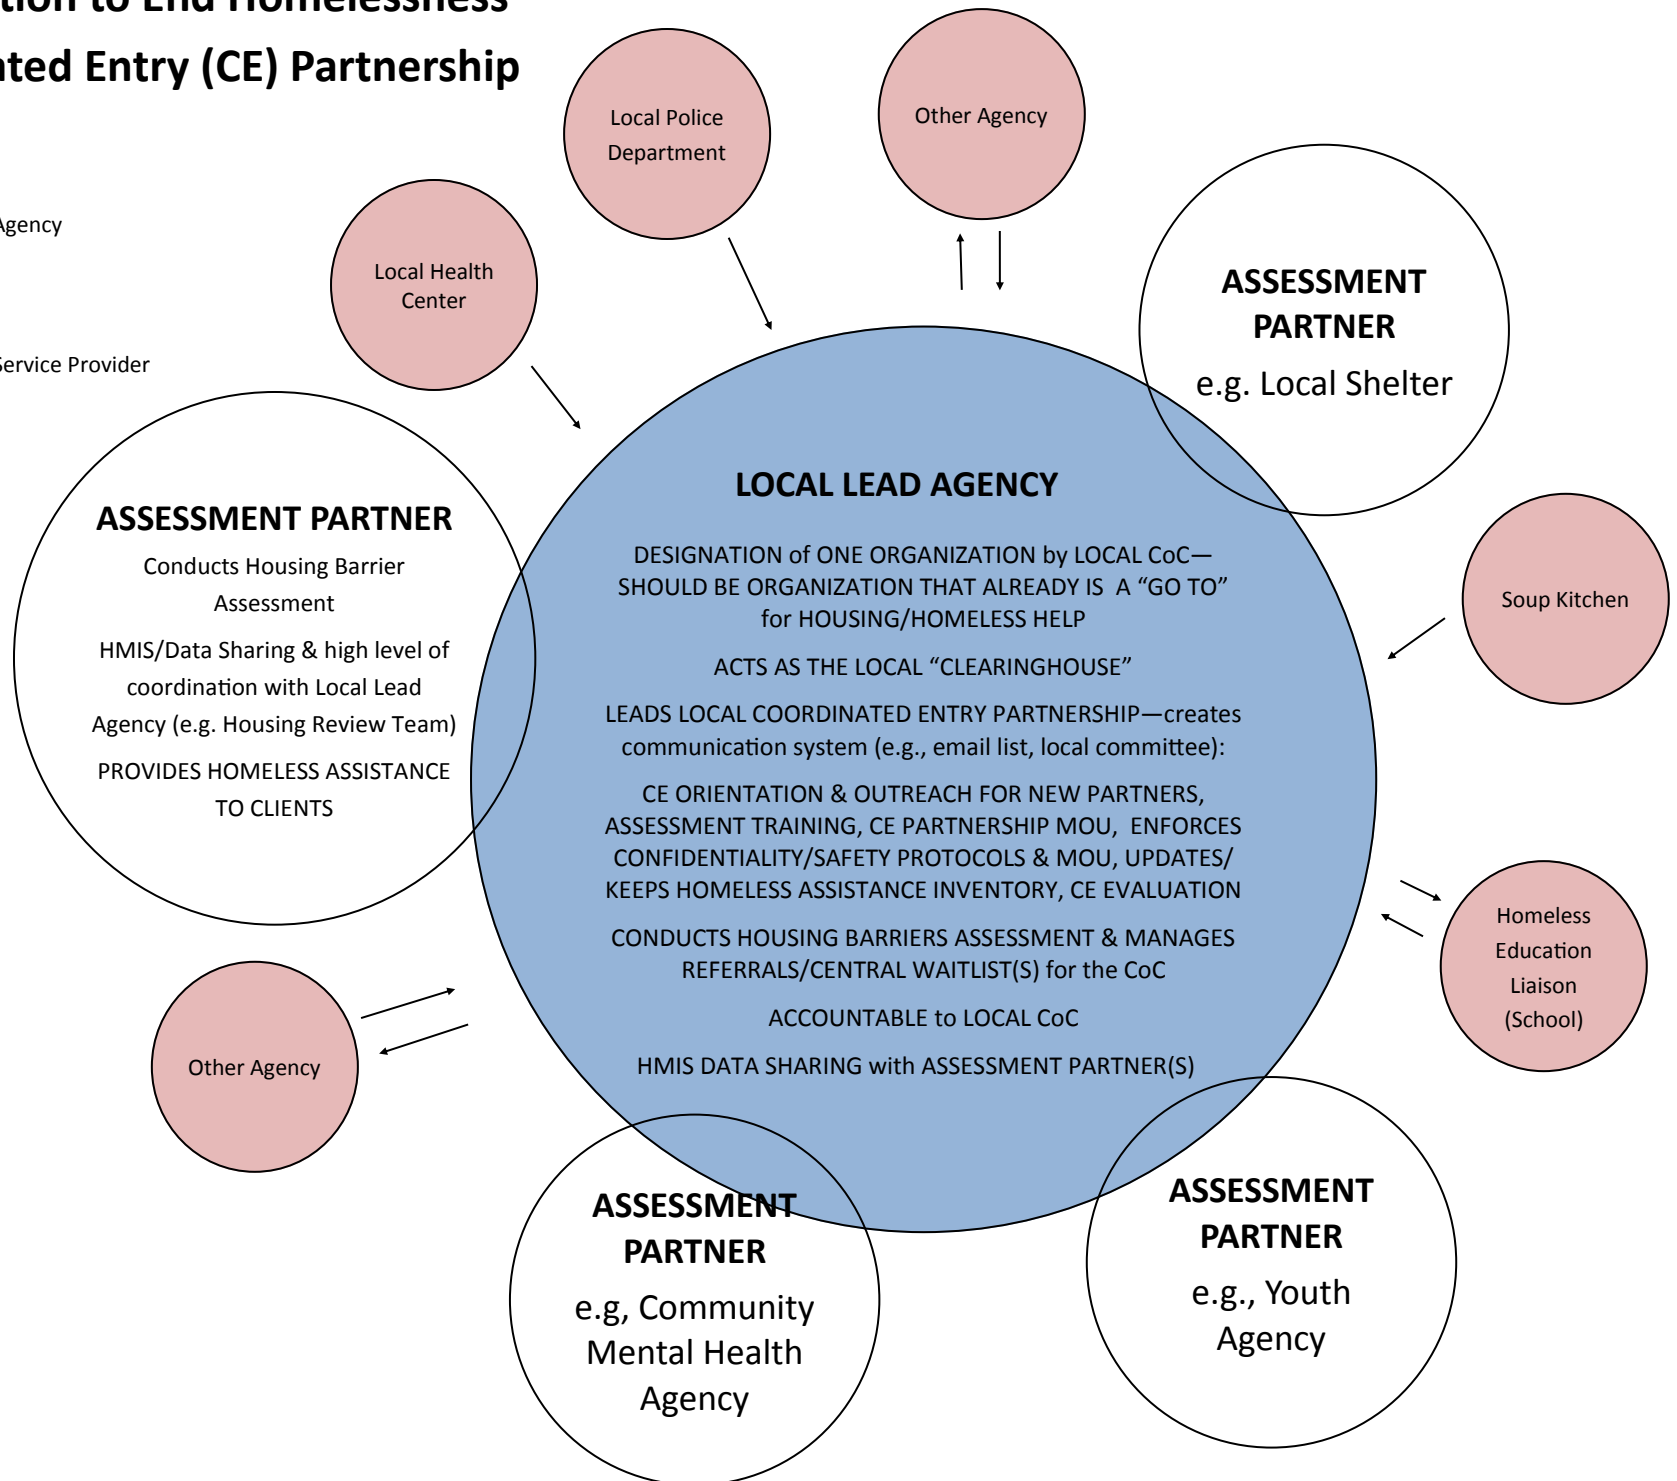 tion to End Homelessness
ated Entry (CE) Partnership
Agency
Service Provider
Local Police
Department
Other Agency
Local Health
Center
ASSESSMENT
PARTNER
e.g. Local Shelter
ASSESSMENT PARTNER
Conducts Housing Barrier
Assessment
HMIS/Data Sharing & high level of
coordination with Local Lead
Agency (e.g. Housing Review Team)
PROVIDES HOMELESS ASSISTANCE
TO CLIENTS
LOCAL LEAD AGENCY
DESIGNATION of ONE ORGANIZATION by LOCAL CoC—
SHOULD BE ORGANIZATION THAT ALREADY IS A “GO TO”
for HOUSING/HOMELESS HELP
ACTS AS THE LOCAL “CLEARINGHOUSE”
LEADS LOCAL COORDINATED ENTRY PARTNERSHIP—creates
communication system (e.g., email list, local committee):
CE ORIENTATION & OUTREACH FOR NEW PARTNERS,
ASSESSMENT TRAINING, CE PARTNERSHIP MOU, ENFORCES
CONFIDENTIALITY/SAFETY PROTOCOLS & MOU, UPDATES/
KEEPS HOMELESS ASSISTANCE INVENTORY, CE EVALUATION
CONDUCTS HOUSING BARRIERS ASSESSMENT & MANAGES
REFERRALS/CENTRAL WAITLIST(S) for the CoC
ACCOUNTABLE to LOCAL CoC
HMIS DATA SHARING with ASSESSMENT PARTNER(S)
Soup Kitchen
Homeless
Education
Liaison
(School)
Other Agency
ASSESSMENT
PARTNER
e.g, Community
Mental Health
Agency
ASSESSMENT
PARTNER
e.g., Youth
Agency